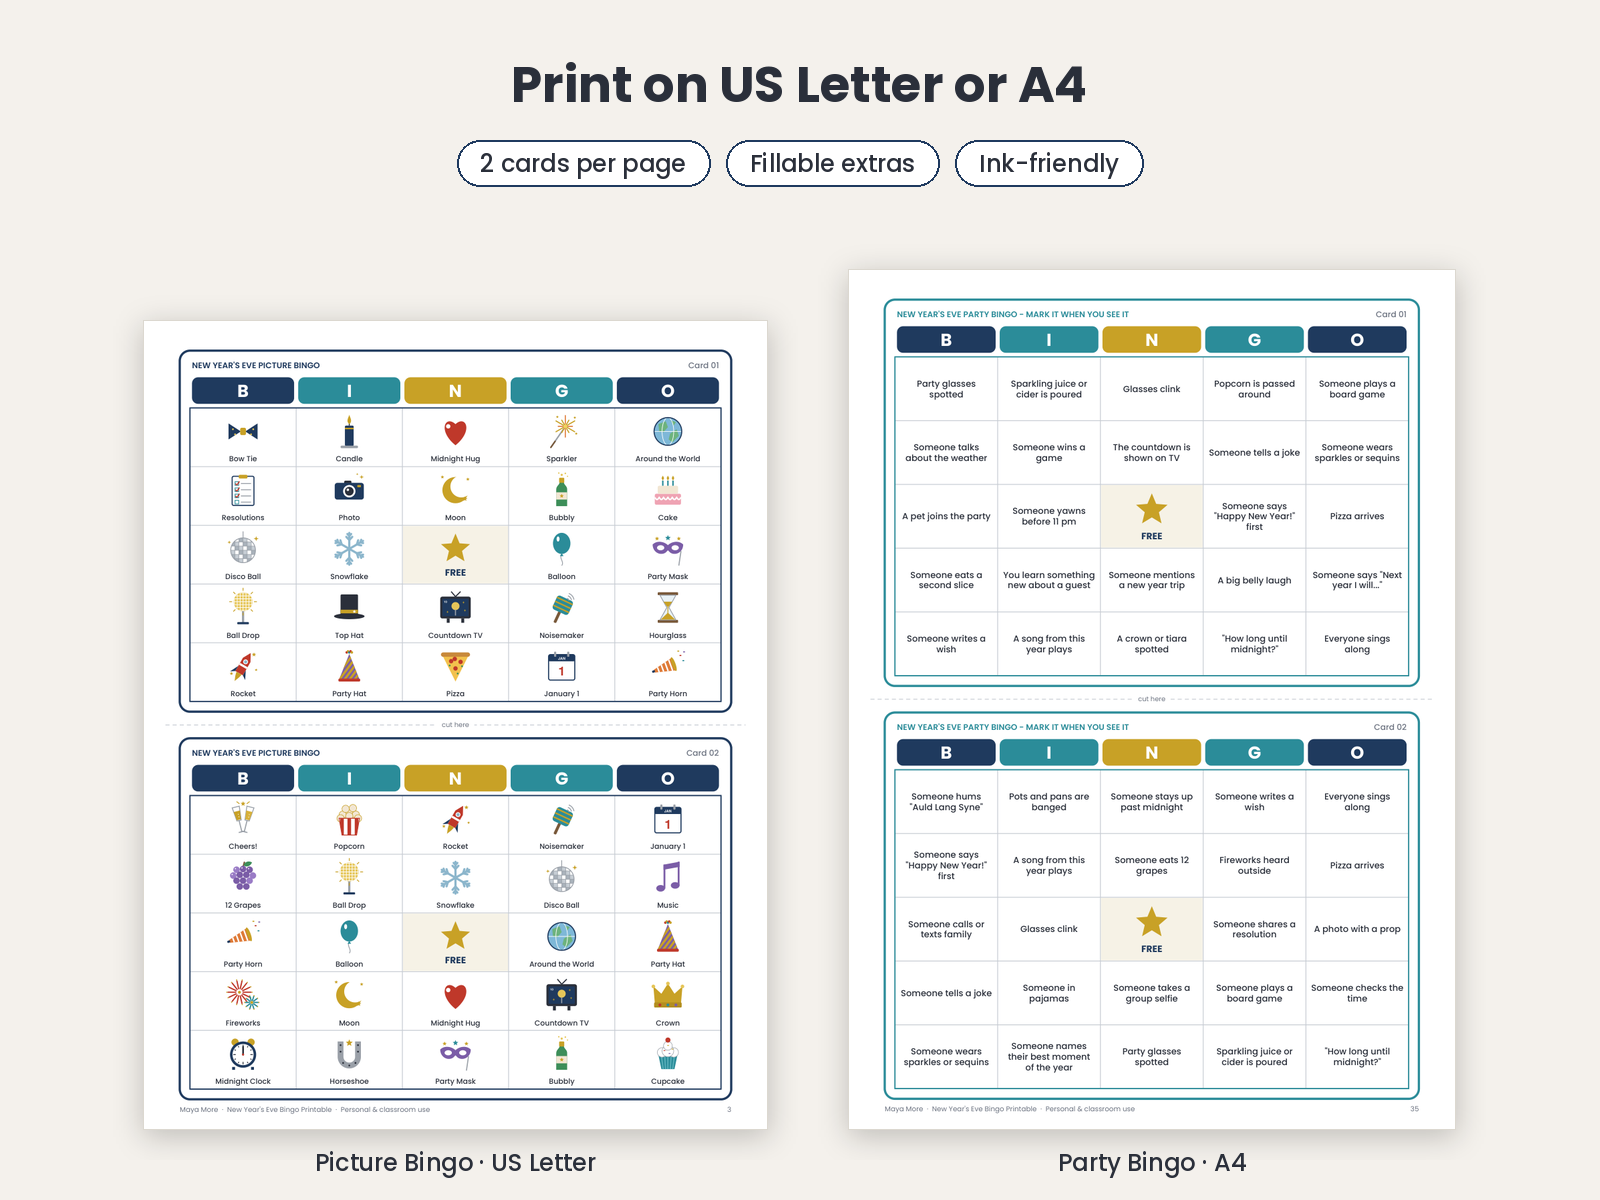 Print on US Letter or A4
2 cards per page
Fillable extras
Ink-friendly
NEW YEAR'S EVE PICTURE BINGO
Card 01
B I N G O
Bow Tie
Candle
Midnight Hug
Sparkler
Around the World
Resolutions
Photo
Moon
Bubbly
Cake
Disco Ball
Snowflake
FREE
Balloon
Party Mask
Ball Drop
Top Hat
Countdown TV
Noisemaker
Hourglass
Rocket
Party Hat
Pizza
JAN
1
January 1
Party Horn
cut here
NEW YEAR'S EVE PICTURE BINGO
Card 02
B I N G O
Cheers!
Popcorn
Rocket
Noisemaker
JAN
1
January 1
12 Grapes
Ball Drop
Snowflake
Disco Ball
Music
Party Horn
Balloon
FREE
Around the World
Party Hat
Fireworks
Moon
Midnight Hug
Countdown TV
Crown
Midnight Clock
Horseshoe
Party Mask
Bubbly
Cupcake
Maya More · New Year's Eve Bingo Printable · Personal & classroom use
3
Picture Bingo · US Letter
NEW YEAR'S EVE PARTY BINGO - MARK IT WHEN YOU SEE IT
Card 01
B I N G O
Party glasses
spotted
Sparkling juice or
cider is poured
Glasses clink
Popcorn is passed
around
Someone plays a
board game
Someone talks
about the weather
Someone wins a
game
The countdown is
shown on TV
Someone tells a joke
Someone wears
sparkles or sequins
A pet joins the party
Someone yawns
before 11 pm
FREE
Someone says
"Happy New Year!"
first
Pizza arrives
Someone eats a
second slice
You learn something
new about a guest
Someone mentions
a new year trip
A big belly laugh
Someone says "Next
year I will..."
Someone writes a
wish
A song from this
year plays
A crown or tiara
spotted
"How long until
midnight?"
Everyone sings
along
cut here
NEW YEAR'S EVE PARTY BINGO - MARK IT WHEN YOU SEE IT
Card 02
B I N G O
Someone hums
"Auld Lang Syne"
Pots and pans are
banged
Someone stays up
past midnight
Someone writes a
wish
Everyone sings
along
Someone says
"Happy New Year!"
first
A song from this
year plays
Someone eats 12
grapes
Fireworks heard
outside
Pizza arrives
Someone calls or
texts family
Glasses clink
FREE
Someone shares a
resolution
A photo with a prop
Someone tells a joke
Someone in
pajamas
Someone takes a
group selfie
Someone plays a
board game
Someone checks the
time
Someone wears
sparkles or sequins
Someone names
their best moment
of the year
Party glasses
spotted
Sparkling juice or
cider is poured
"How long until
midnight?"
Maya More · New Year's Eve Bingo Printable · Personal & classroom use
35
Party Bingo · A4